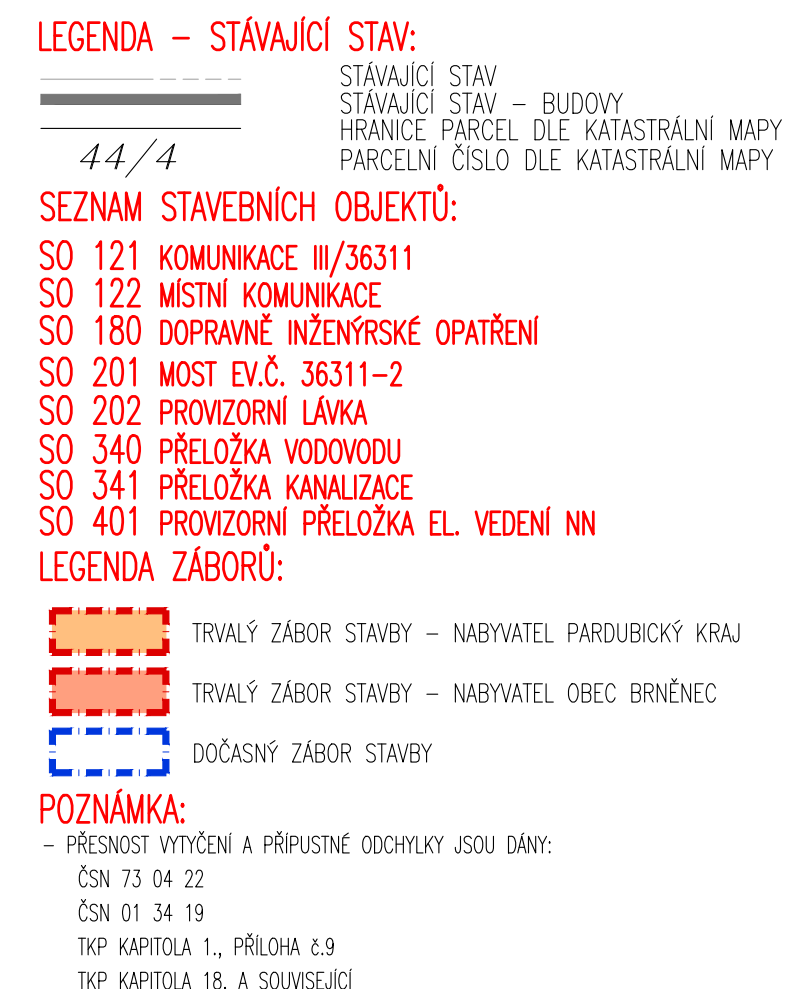 LEGENDA – STÁVAJÍCÍ STAV:
STÁVAJÍCÍ STAV
STÁVAJÍCÍ STAV – BUDOVY
HRANICE PARCEL DLE KATASTRÁLNÍ MAPY
44/4 PARCELNÍ ČÍSLO DLE KATASTRÁLNÍ MAPY
SEZNAM STAVEBNÍCH OBJEKTŮ:
SO 121 KOMUNIKACE III/36311
SO 122 MÍSTNÍ KOMUNIKACE
SO 180 DOPRAVNĚ INŽENÝRSKÉ OPATŘENÍ
SO 201 MOST EV.Č. 36311–2
SO 202 PROVIZORNÍ LÁVKA
SO 340 PŘELOŽKA VODOVODU
SO 341 PŘELOŽKA KANALIZACE
SO 401 PROVIZORNÍ PŘELOŽKA EL. VEDENÍ NN
LEGENDA ZÁBORŮ:
TRVALÝ ZÁBOR STAVBY – NABYVATEL PARDUBICKÝ KRAJ
TRVALÝ ZÁBOR STAVBY – NABYVATEL OBEC BRNĚNEC
DOČASNÝ ZÁBOR STAVBY
POZNÁMKA:
– PŘESNOST VYTYČENÍ A PŘÍPUSTNÉ ODCHYLKY JSOU DÁNY:
ČSN 73 04 22
ČSN 01 34 19
TKP KAPITOLA 1., PŘÍLOHA č.9
TKP KAPITOLA 18. A SOUVISEJÍCÍ